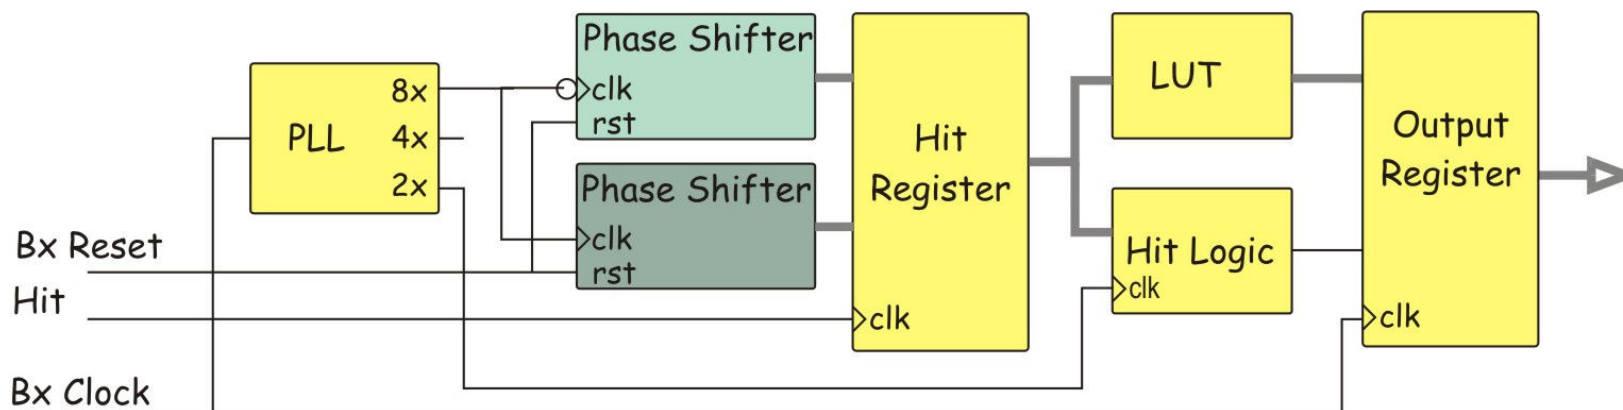 PLL
8x
4x
2x
Phase Shifter
clk
rst
Phase Shifter
clk
rst
Hit
Register
clk
LUT
Hit Logic
clk
Output
Register
clk
Bx Reset
Hit
Bx Clock